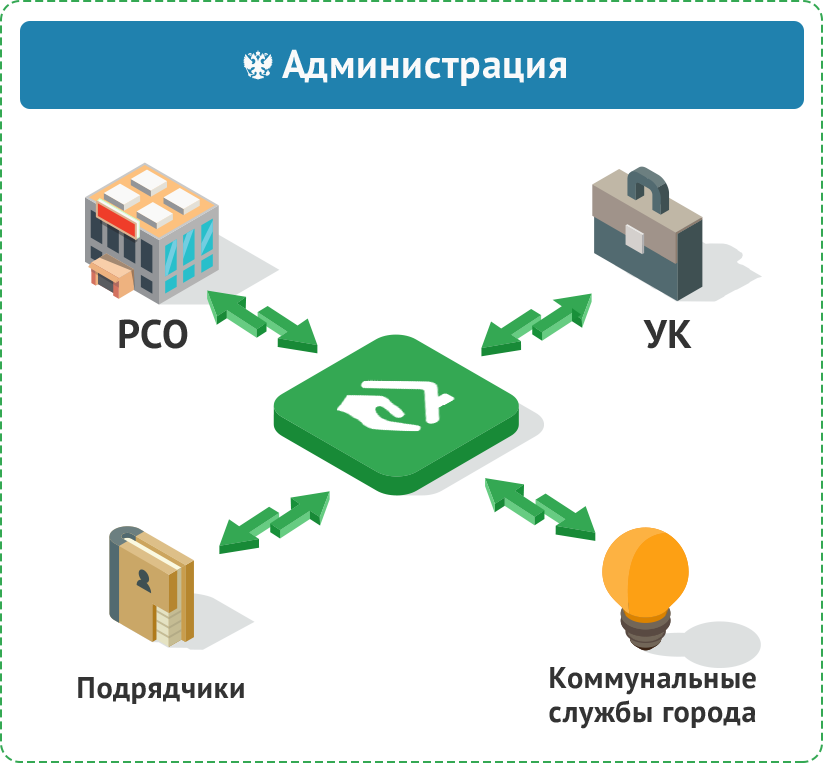 Администрация
РСО
УК
Подрядчики
Коммунальные
службы города